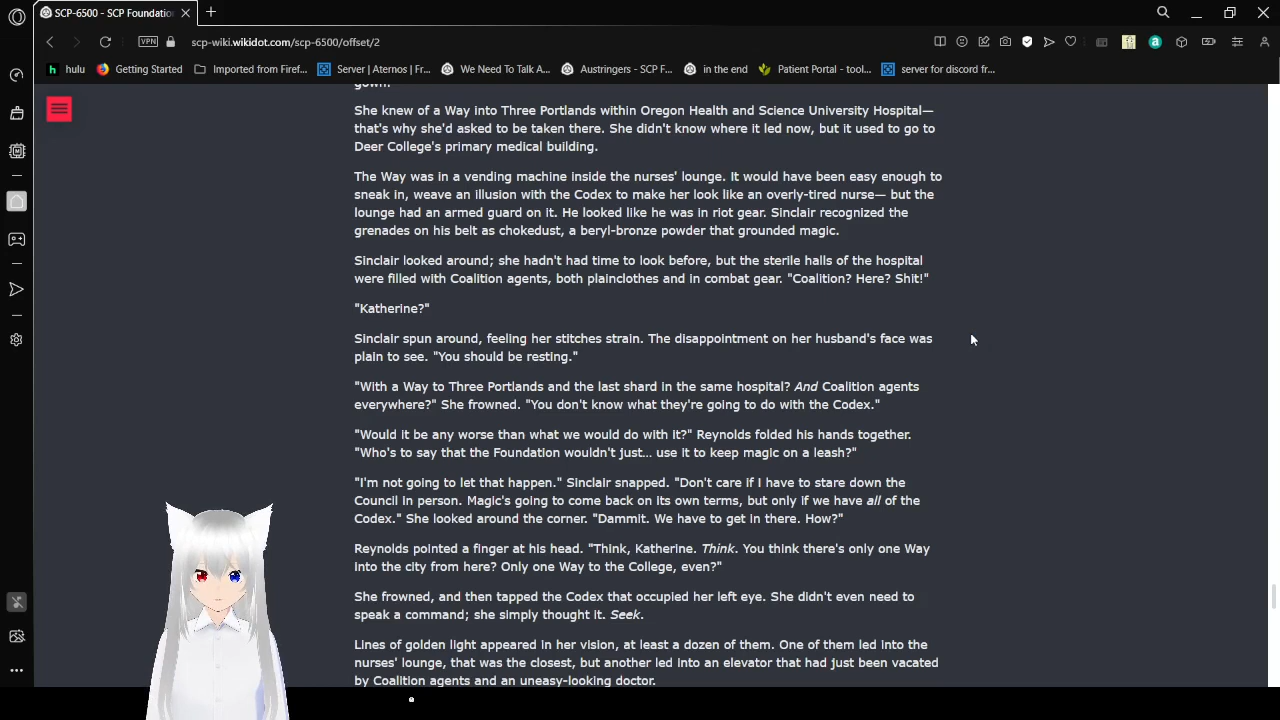 SCP-6500 - SCP Foundatio
VPN
scp-wiki.wikidot.com/scp-6500/offset/2
hulu
Getting Started
Imported from Firef...
Server | Aternos | Fr...
We Need To Talk A...
Austringers - SCP F...
in the end
Patient Portal - tool...
server for discord fr...
gown.
She knew of a Way into Three Portlands within Oregon Health and Science University Hospital—
that's why she'd asked to be taken there. She didn't know where it led now, but it used to go to
Deer College's primary medical building.
The Way was in a vending machine inside the nurses' lounge. It would have been easy enough to
sneak in, weave an illusion with the Codex to make her look like an overly-tired nurse— but the
lounge had an armed guard on it. He looked like he was in riot gear. Sinclair recognized the
grenades on his belt as chokedust, a beryl-bronze powder that grounded magic.
Sinclair looked around; she hadn't had time to look before, but the sterile halls of the hospital
were filled with Coalition agents, both plainclothes and in combat gear. "Coalition? Here? Shit!"
"Katherine?"
Sinclair spun around, feeling her stitches strain. The disappointment on her husband's face was
plain to see. "You should be resting."
"With a Way to Three Portlands and the last shard in the same hospital? And Coalition agents
everywhere?" She frowned. "You don't know what they're going to do with the Codex."
"Would it be any worse than what we would do with it?" Reynolds folded his hands together.
"Who's to say that the Foundation wouldn't just... use it to keep magic on a leash?"
"I'm not going to let that happen." Sinclair snapped. "Don't care if I have to stare down the
Council in person. Magic's going to come back on its own terms, but only if we have all of the
Codex." She looked around the corner. "Dammit. We have to get in there. How?"
Reynolds pointed a finger at his head. "Think, Katherine. Think. You think there's only one Way
into the city from here? Only one Way to the College, even?"
She frowned, and then tapped the Codex that occupied her left eye. She didn't even need to
speak a command; she simply thought it. Seek.
Lines of golden light appeared in her vision, at least a dozen of them. One of them led into the
nurses' lounge, that was the closest, but another led into an elevator that had just been vacated
by Coalition agents and an uneasy-looking doctor.